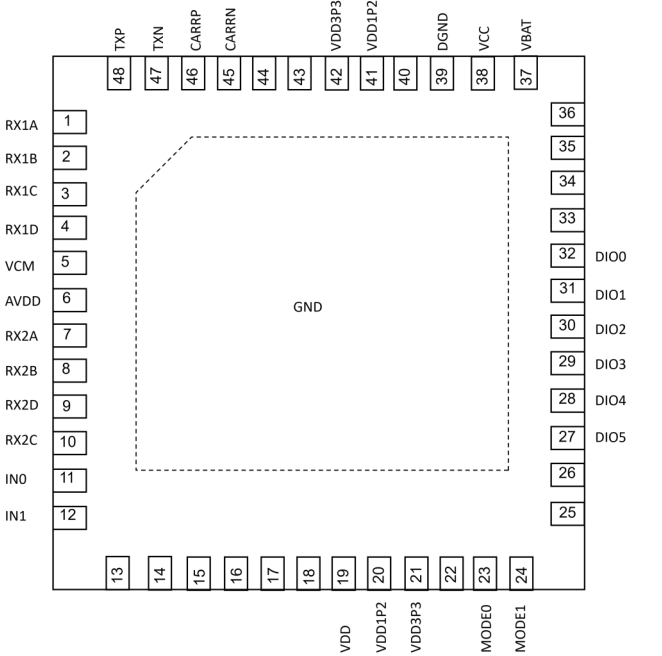 TXP
TXN
CARRP
CARRN
VDD3P3
VDD1P2
DGND
VCC
VBAT
48
47
46
45
44
43
42
41
40
39
38
37
RX1A 1
RX1B 2
RX1C 3
RX1D 4
VCM 5
AVDD 6
RX2A 7
RX2B 8
RX2D 9
RX2C 10
IN0 11
IN1 12
GND
36
35
34
33
32 DIO0
31 DIO1
30 DIO2
29 DIO3
28 DIO4
27 DIO5
26
25
13
14
15
16
17
18
19
20
21
22
23
24
VDD
VDD1P2
VDD3P3
MODE0
MODE1